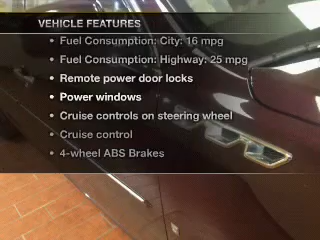 VEHICLE FEATURES
• Fuel Consumption: City: 16 mpg
• Fuel Consumption: Highway: 25 mpg
• Remote power door locks
• Power windows
• Cruise controls on steering wheel
• Cruise control
• 4-wheel ABS Brakes